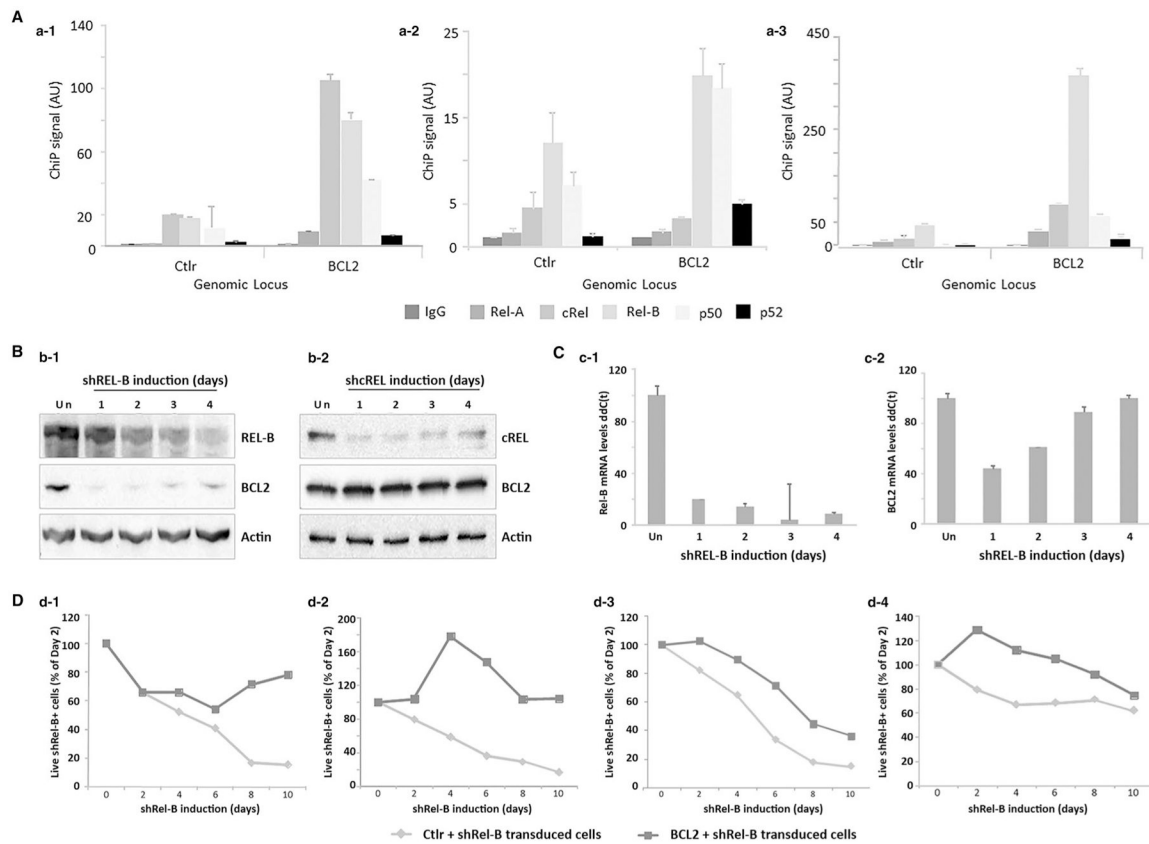 A
a-1
ChiP signal (AU)
140
100
60
20
0
Ctlr
BCL2
Genomic Locus
a-2
ChiP signal (AU)
25
20
15
10
5
0
Ctlr
BCL2
Genomic Locus
a-3
ChiP signal (AU)
450
350
250
150
50
0
Ctlr
BCL2
Genomic Locus
IgG Rel-A cRel Rel-B p50 p52
B
b-1
shREL-B induction (days)
Un 1 2 3 4
REL-B
BCL2
Actin
b-2
shcREL induction (days)
Un 1 2 3 4
cREL
BCL2
Actin
C
c-1
Rel-B mRNA levels ddC(t)
120
80
40
0
Un 1 2 3 4
shREL-B induction (days)
c-2
BCL2 mRNA levels ddC(t)
120
80
40
0
Un 1 2 3 4
shREL-B induction (days)
D
d-1
Live shRel-B+ cells (% of Day 2)
120
100
80
60
40
20
0
0 2 4 6 8 10
shRel-B induction (days)
d-2
Live shRel-B+ cells (% of Day 2)
200
160
120
80
40
0
0 2 4 6 8 10
shRel-B induction (days)
d-3
Live shRel-B+ cells (% of Day 2)
120
100
80
60
40
20
0
0 2 4 6 8 10
shRel-B induction (days)
d-4
Live shRel-B+ cells (% of Day 2)
140
120
100
80
60
40
20
0
0 2 4 6 8 10
shRel-B induction (days)
Ctlr + shRel-B transduced cells BCL2 + shRel-B transduced cells